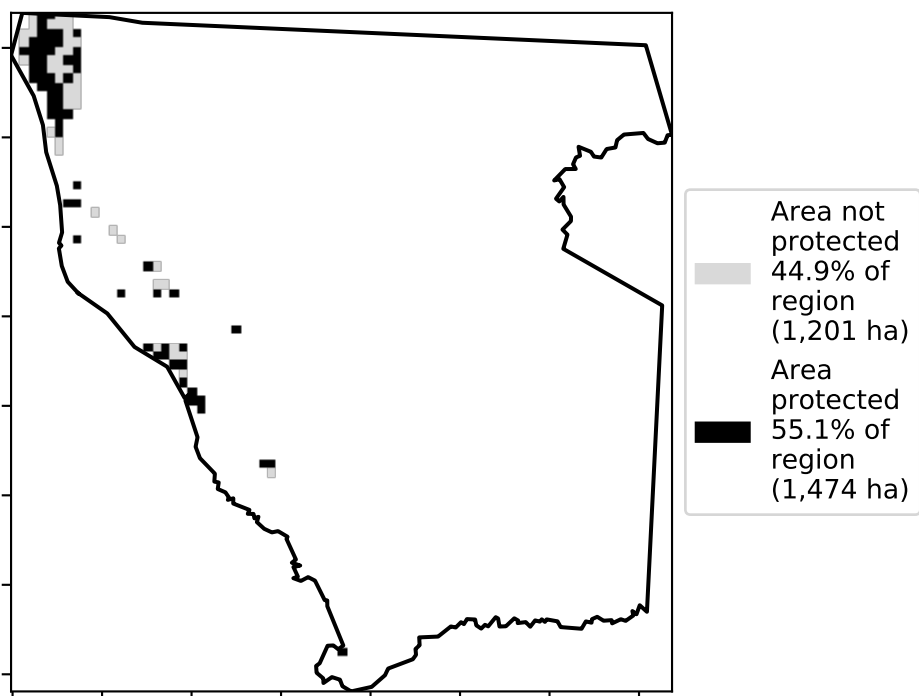 Area not
protected
44.9% of
region
(1,201 ha)
Area
protected
55.1% of
region
(1,474 ha)